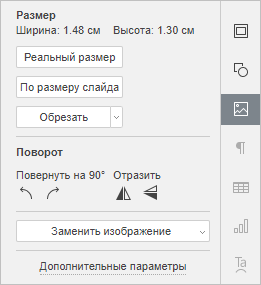 Размер
Ширина: 1.48 см Высота: 1.30 см
Реальный размер
По размеру слайда
Обрезать
Поворот
Повернуть на 90° Отразить
Заменить изображение
Дополнительные параметры
Ta